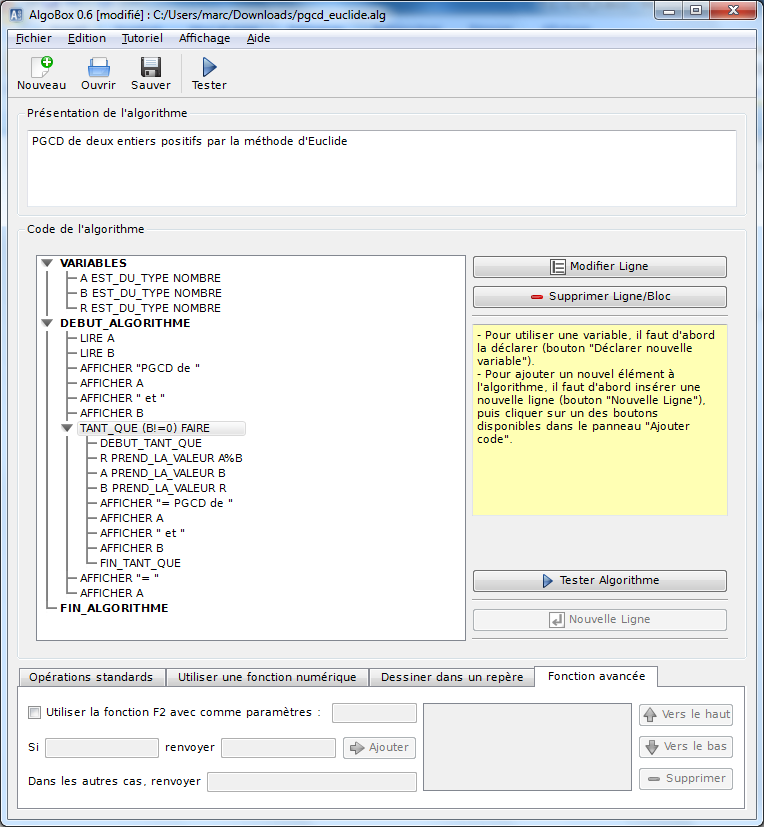 AlgoBox 0.6 [modifié] : C:/Users/marc/Downloads/pgcd_euclide.alg
Fichier Edition Tutoriel Affichage Aide
Nouveau Ouvrir Sauver Tester
Présentation de l'algorithme
PGCD de deux entiers positifs par la méthode d'Euclide
Code de l'algorithme
VARIABLES
A EST_DU_TYPE NOMBRE
B EST_DU_TYPE NOMBRE
R EST_DU_TYPE NOMBRE
DEBUT_ALGORITHME
LIRE A
LIRE B
AFFICHER "PGCD de "
AFFICHER A
AFFICHER " et "
AFFICHER B
TANT_QUE (B!=0) FAIRE
DEBUT_TANT_QUE
R PREND_LA_VALEUR A%B
A PREND_LA_VALEUR B
B PREND_LA_VALEUR R
AFFICHER "= PGCD de "
AFFICHER A
AFFICHER " et "
AFFICHER B
FIN_TANT_QUE
AFFICHER "= "
AFFICHER A
FIN_ALGORITHME
Modifier Ligne
Supprimer Ligne/Bloc
- Pour utiliser une variable, il faut d'abord
la déclarer (bouton "Déclarer nouvelle
variable").
- Pour ajouter un nouvel élément à
l'algorithme, il faut d'abord insérer une
nouvelle ligne (bouton "Nouvelle Ligne"),
puis cliquer sur un des boutons
disponibles dans le panneau "Ajouter
code".
Tester Algorithme
Nouvelle Ligne
Opérations standards Utiliser une fonction numérique Dessiner dans un repère Fonction avancée
Utiliser la fonction F2 avec comme paramètres :
Si renvoyer Ajouter
Dans les autres cas, renvoyer
Vers le haut
Vers le bas
Supprimer